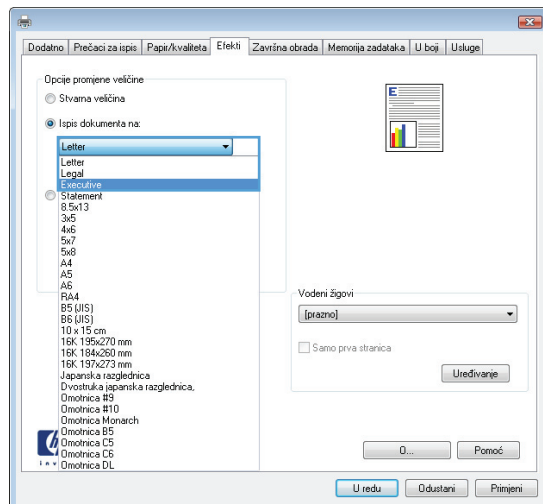 Dodatno Prečaci za ispis Papir/kvaliteta Efekti Završna obrada Memorija zadataka U boji Usluge
Opcije promjene veličine
Stvarna veličina
Ispis dokumenta na:
Letter
Letter
Legal
Executive
Statement
8.5x13
3x5
4x6
5x7
5x8
A4
A5
A6
RA4
B5 (JIS)
B6 (JIS)
10 x 15 cm
16K 195x270 mm
16K 184x260 mm
16K 197x273 mm
Japanska razglednica
Dvostruka japanska razglednica,
Omotnica #9
Omotnica #10
Omotnica Monarch
Omotnica B5
Omotnica C5
Omotnica C6
Omotnica DL
E
Vodeni žigovi
[prazno]
Samo prva stranica
Uređivanje
O... Pomoć
U redu Odustani Primjeni